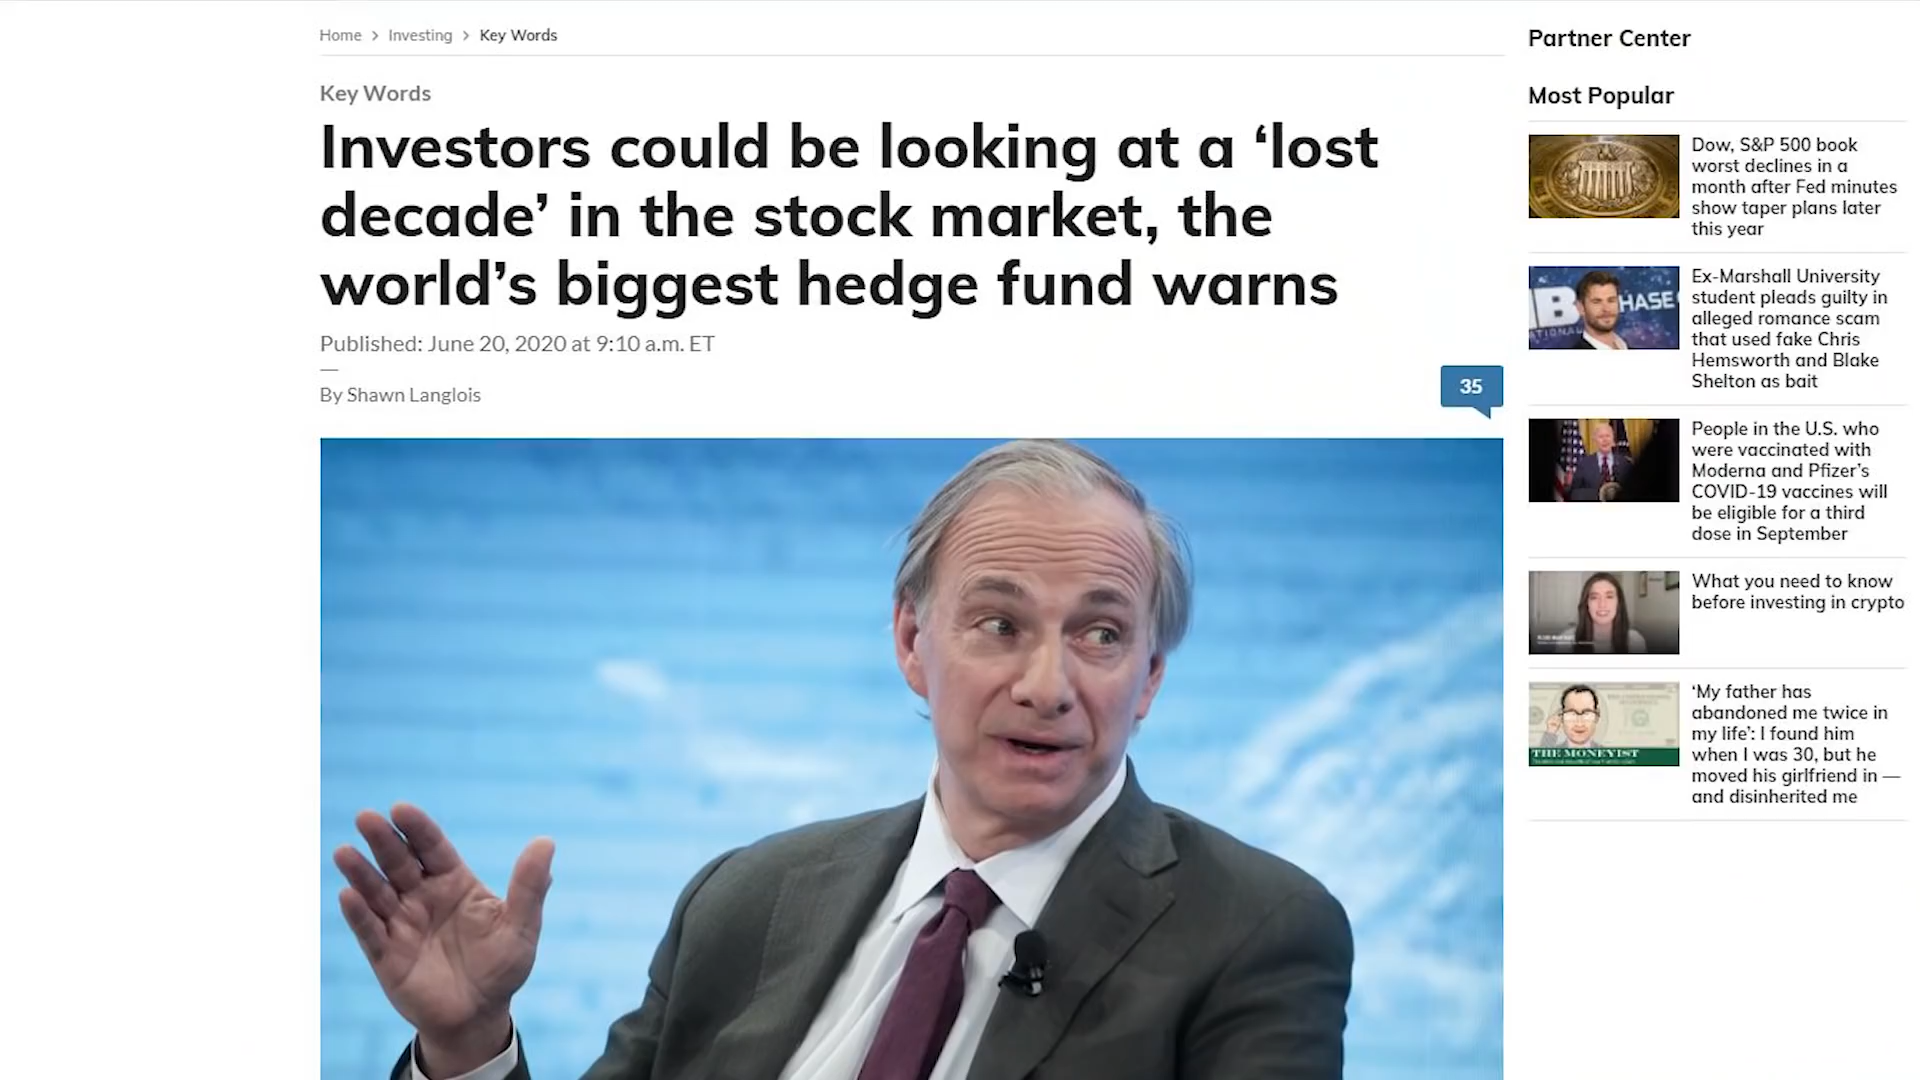 Home > Investing > Key Words
Key Words
Investors could be looking at a ‘lost
decade’ in the stock market, the
world’s biggest hedge fund warns
Published: June 20, 2020 at 9:10 a.m. ET
By Shawn Langlois
35
Partner Center
Most Popular
Dow, S&P 500 book
worst declines in a
month after Fed minutes
show taper plans later
this year
HASE
Ex-Marshall University
student pleads guilty in
alleged romance scam
that used fake Chris
Hemsworth and Blake
Shelton as bait
People in the U.S. who
were vaccinated with
Moderna and Pfizer’s
COVID-19 vaccines will
be eligible for a third
dose in September
What you need to know
before investing in crypto
THE MONEYIST
‘My father has
abandoned me twice in
my life’: I found him
when I was 30, but he
moved his girlfriend in —
and disinherited me